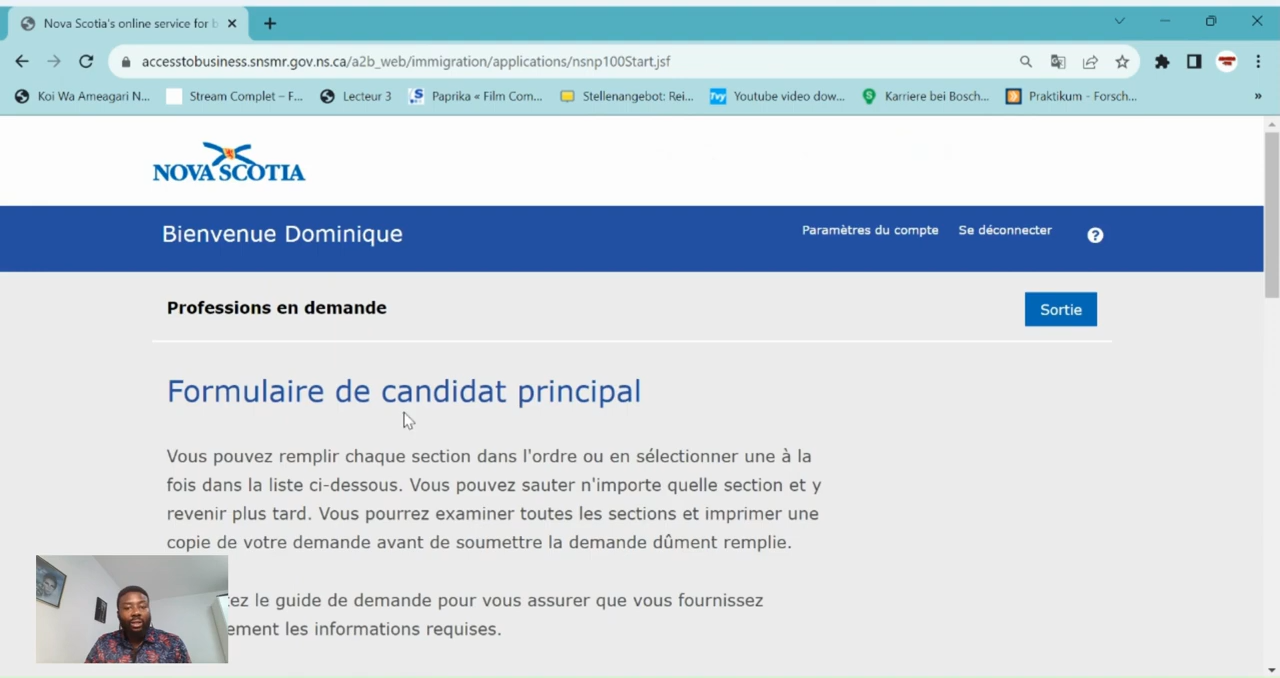 Nova Scotia's online service for b
accesstobusiness.snsmr.gov.ns.ca/a2b_web/immigration/applications/nsnp100Start.jsf
Koi Wa Ameagari N... Stream Complet – F... Lecteur 3 Paprika « Film Com... Stellenangebot: Rei... Youtube video dow... Karriere bei Bosch... Praktikum - Forsch... »
NOVA SCOTIA
Bienvenue Dominique Paramètres du compte Se déconnecter ?
Professions en demande Sortie
Formulaire de candidat principal
Vous pouvez remplir chaque section dans l'ordre ou en sélectionner une à la
fois dans la liste ci-dessous. Vous pouvez sauter n'importe quelle section et y
revenir plus tard. Vous pourrez examiner toutes les sections et imprimer une
copie de votre demande avant de soumettre la demande dûment remplie.
ez le guide de demande pour vous assurer que vous fournissez
ement les informations requises.